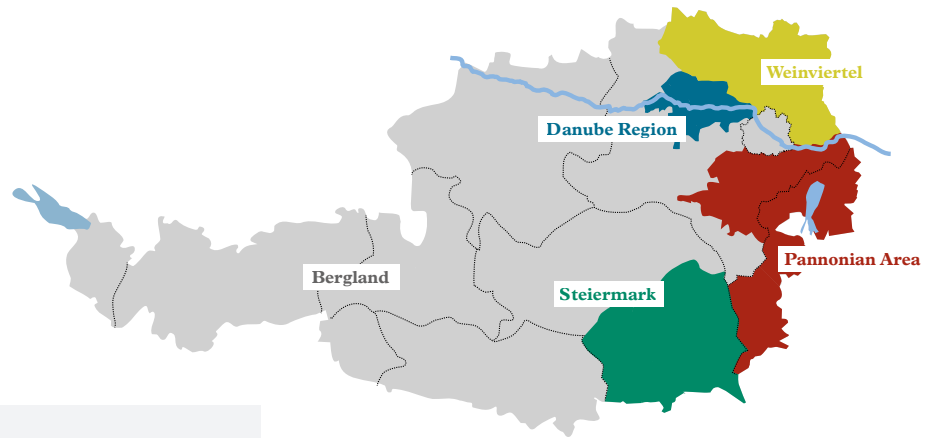 Weinviertel
Danube Region
Pannonian Area
Bergland
Steiermark